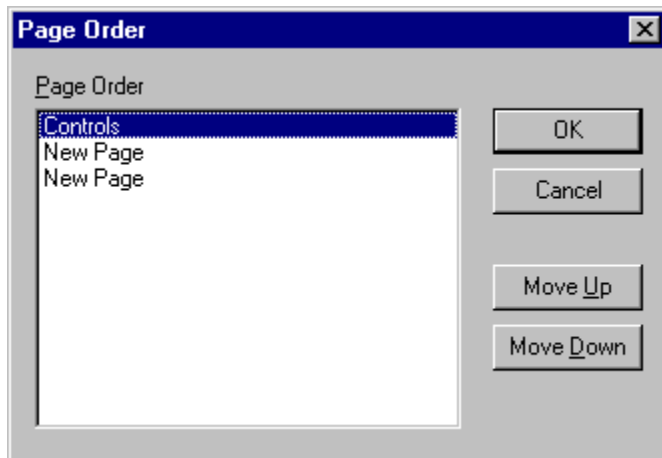 Page Order
Page Order
Controls
New Page
New Page
OK
Cancel
Move Up
Move Down